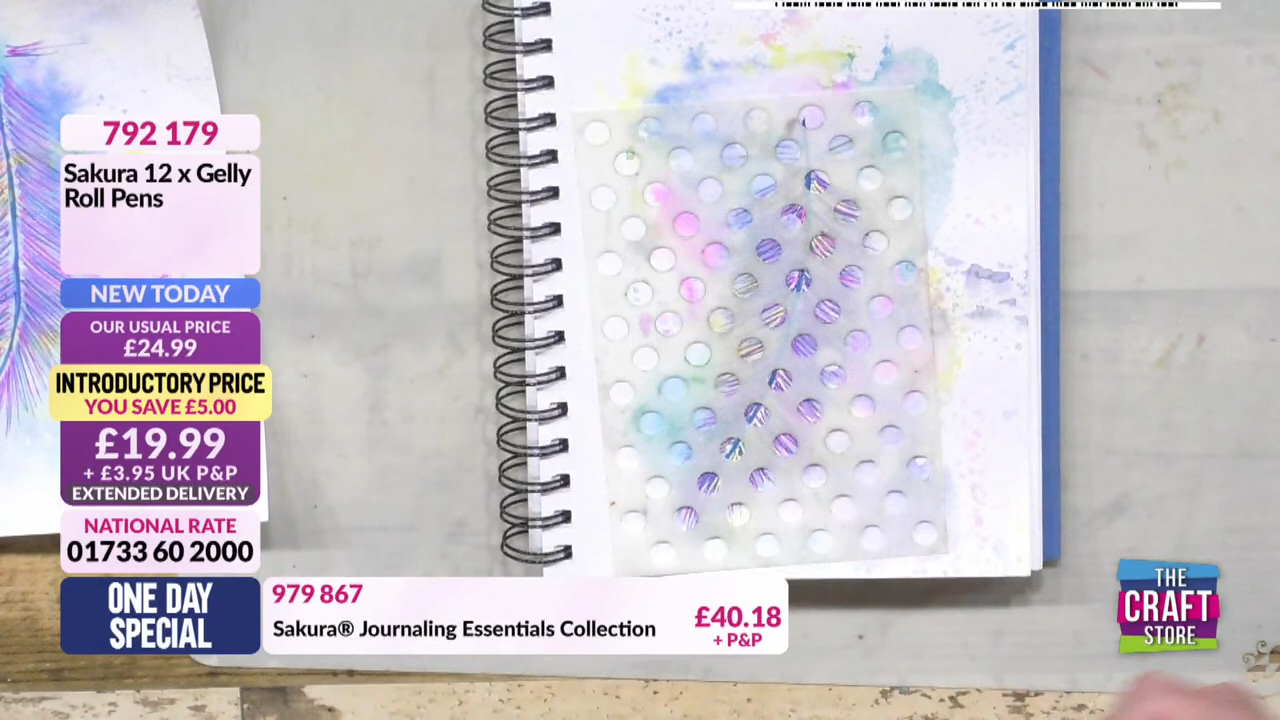 792 179
Sakura 12 x Gelly
Roll Pens
NEW TODAY
OUR USUAL PRICE
£24.99
INTRODUCTORY PRICE
YOU SAVE £5.00
£19.99
+ £3.95 UK P&P
EXTENDED DELIVERY
NATIONAL RATE
01733 60 2000
ONE DAY
SPECIAL
979 867
Sakura® Journaling Essentials Collection
£40.18
+ P&P
THE
CRAFT
STORE